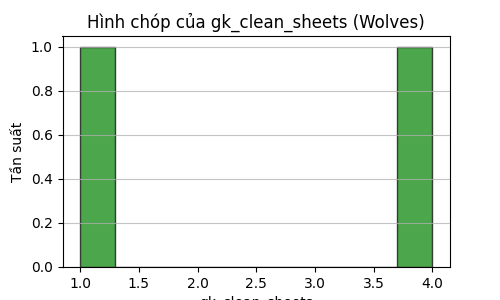 Hình chóp của gk_clean_sheets (Wolves)
1.0
0.8
0.6
0.4
0.2
0.0
Tần suất
1.0 1.5 2.0 2.5 3.0 3.5 4.0
gk_clean_sheets